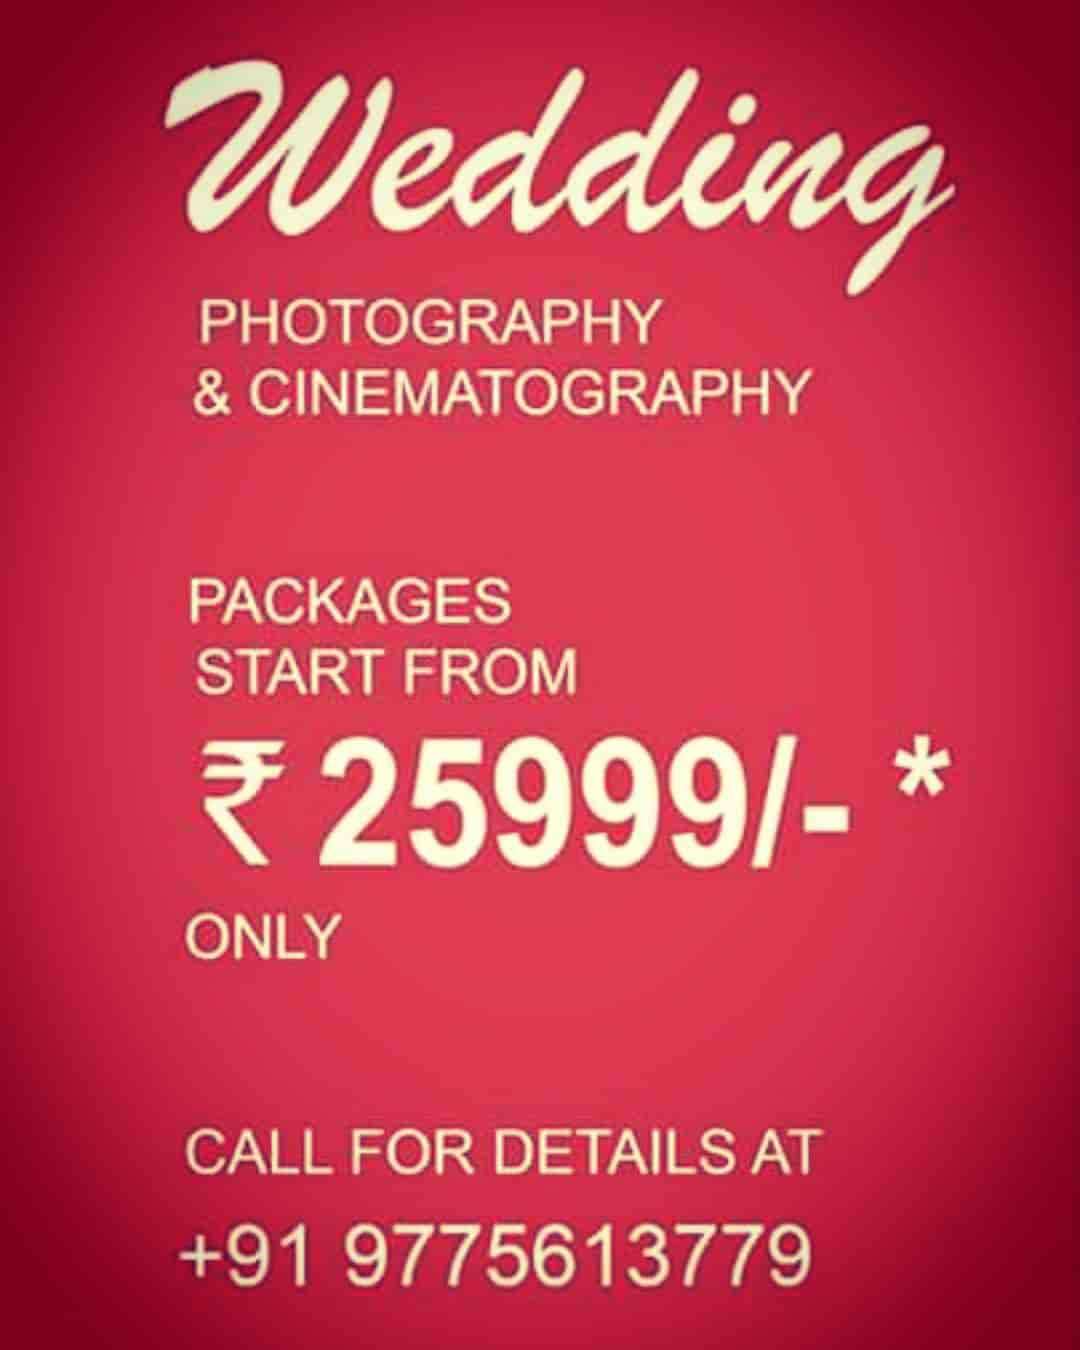 Wedding
PHOTOGRAPHY
& CINEMATOGRAPHY
PACKAGES
START FROM
₹ 25999/- *
ONLY
CALL FOR DETAILS AT
+91 9775613779